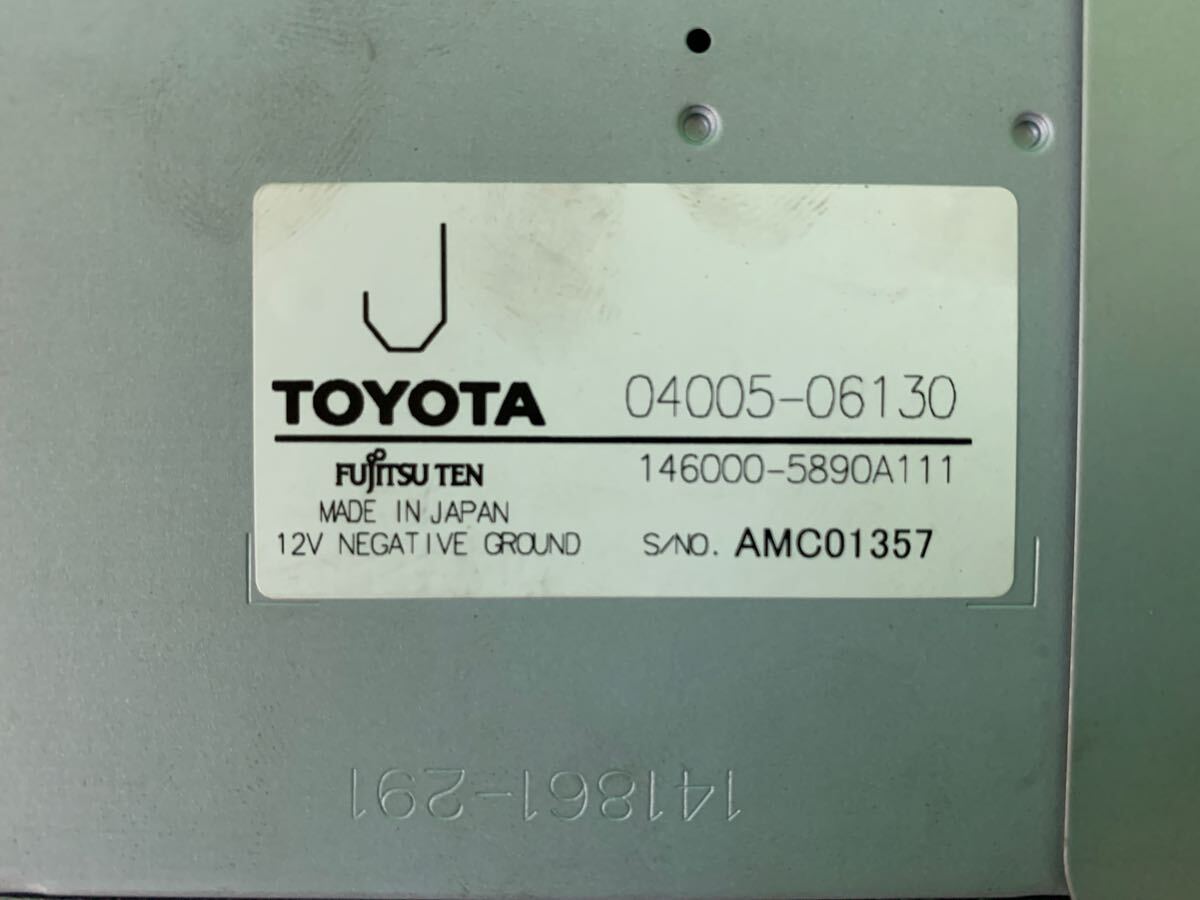 J
TOYOTA 04005-06130
FUJITSU TEN 146000-5890A111
MADE IN JAPAN
12V NEGATIVE GROUND S/NO. AMC01357
141861-291